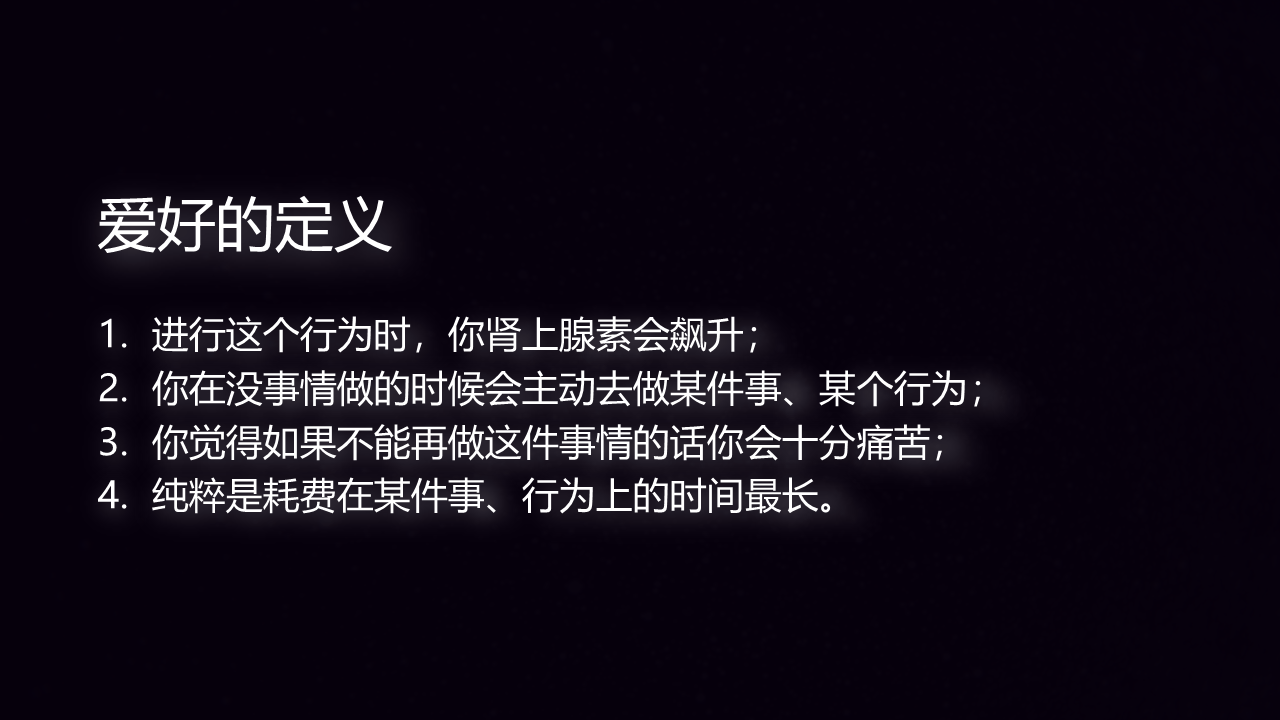 爱好的定义
1. 进行这个行为时，你肾上腺素会飙升；
2. 你在没事情做的时候会主动去做某件事、某个行为；
3. 你觉得如果不能再做这件事情的话你会十分痛苦；
4. 纯粹是耗费在某件事、行为上的时间最长。